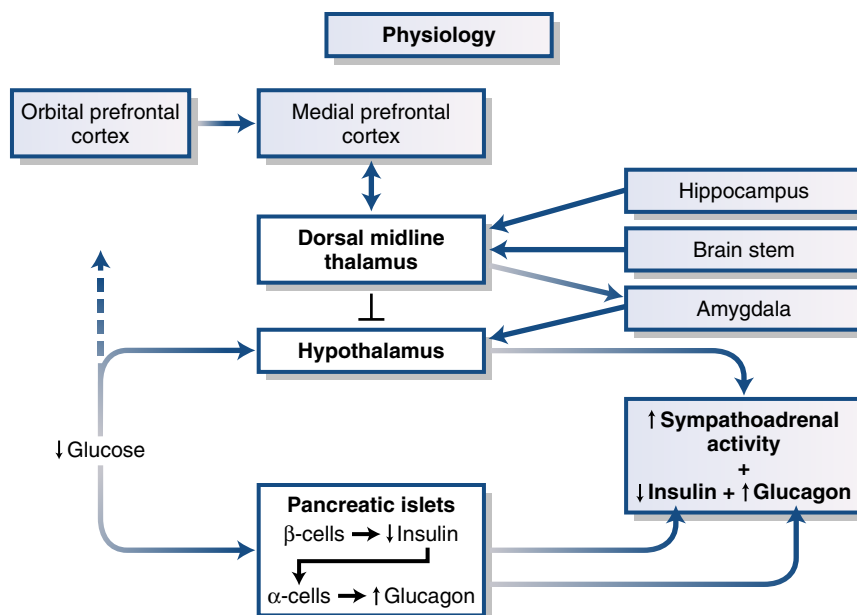 Physiology
Orbital prefrontal
cortex
Medial prefrontal
cortex
Hippocampus
Dorsal midline
thalamus
Brain stem
Amygdala
Hypothalamus
↓ Glucose
↑ Sympathoadrenal
activity
+
↓ Insulin + ↑ Glucagon
Pancreatic islets
β-cells → ↓ Insulin
α-cells → ↑ Glucagon